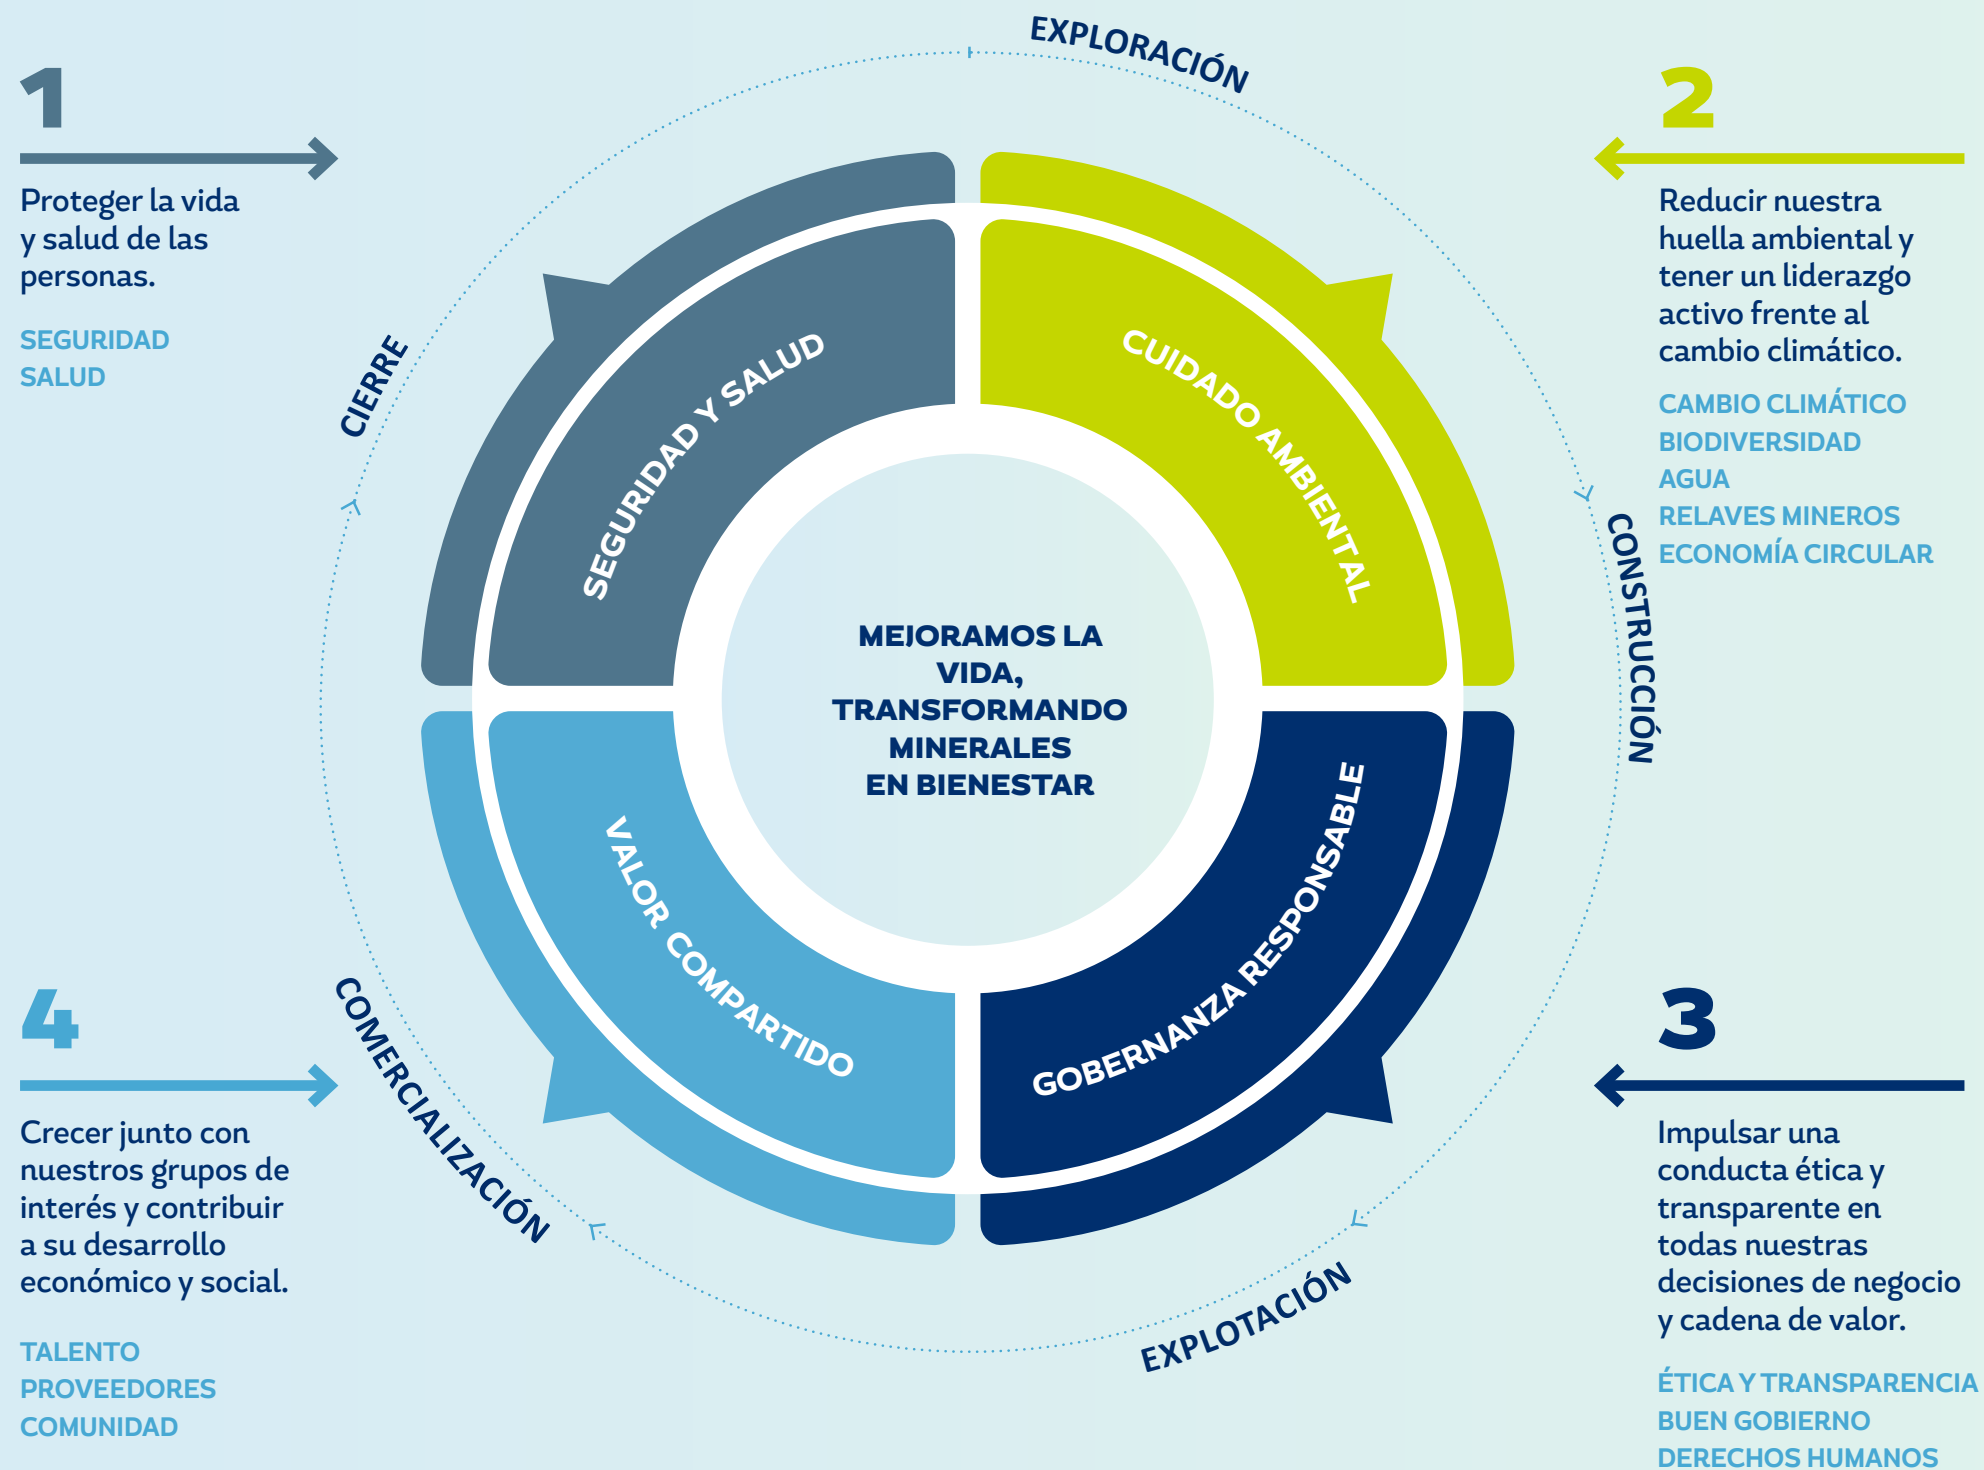 EXPLORACIÓN
CONSTRUCCIÓN
EXPLOTACIÓN
COMERCIALIZACIÓN
CIERRE
1
Proteger la vida
y salud de las
personas.
SEGURIDAD
SALUD
2
Reducir nuestra
huella ambiental y
tener un liderazgo
activo frente al
cambio climático.
CAMBIO CLIMÁTICO
BIODIVERSIDAD
AGUA
RELAVES MINEROS
ECONOMÍA CIRCULAR
SEGURIDAD Y SALUD
CUIDADO AMBIENTAL
MEJORAMOS LA
VIDA,
TRANSFORMANDO
MINERALES
EN BIENESTAR
VALOR COMPARTIDO
GOBERNANZA RESPONSABLE
4
Crecer junto con
nuestros grupos de
interés y contribuir
a su desarrollo
económico y social.
TALENTO
PROVEEDORES
COMUNIDAD
3
Impulsar una
conducta ética y
transparente en
todas nuestras
decisiones de negocio
y cadena de valor.
ÉTICA Y TRANSPARENCIA
BUEN GOBIERNO
DERECHOS HUMANOS